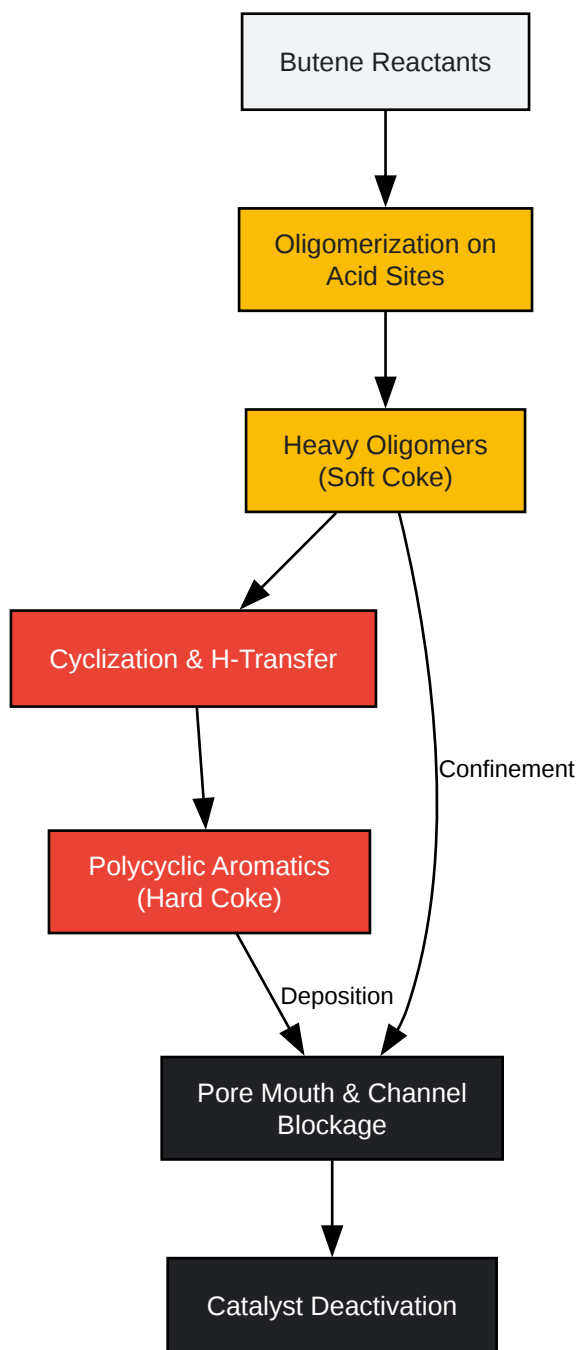 Butene Reactants
Oligomerization on
Acid Sites
Heavy Oligomers
(Soft Coke)
Cyclization & H-Transfer
Confinement
Polycyclic Aromatics
(Hard Coke)
Deposition
Pore Mouth & Channel
Blockage
Catalyst Deactivation